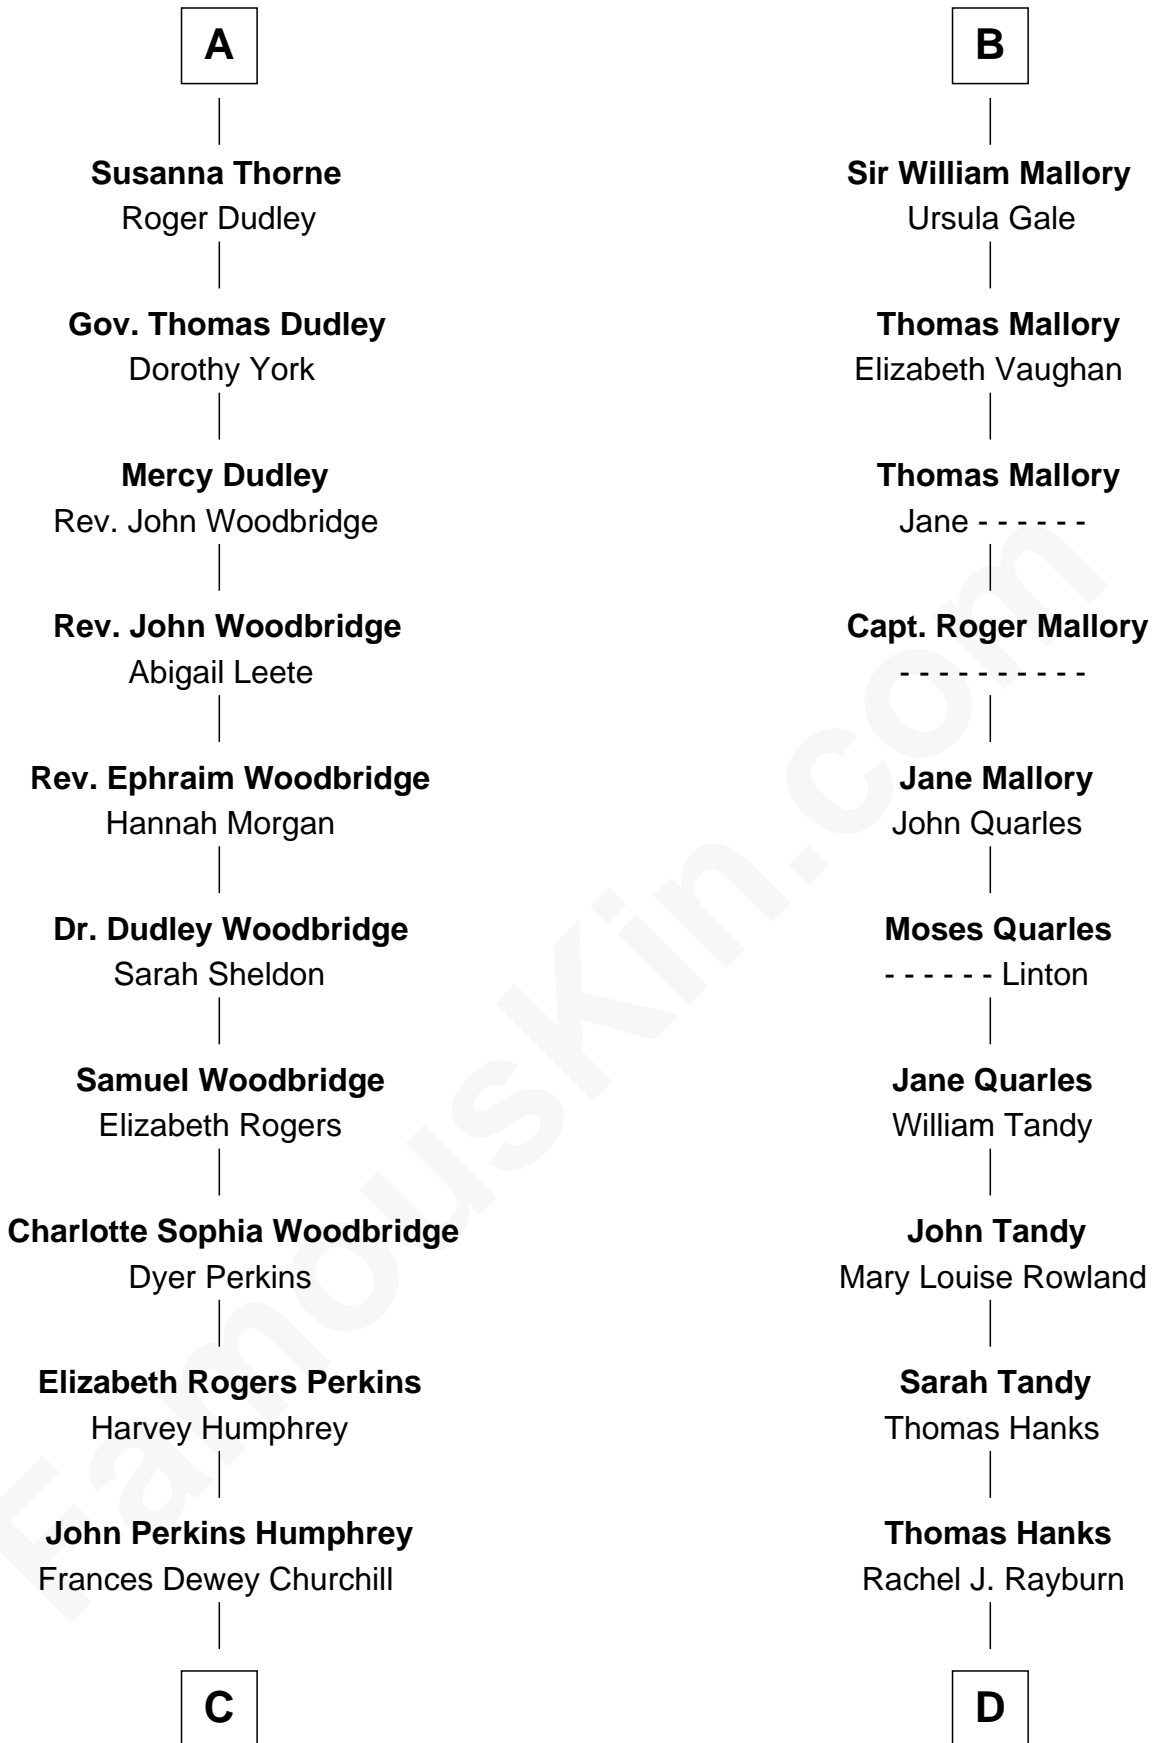 A
Susanna Thorne
Roger Dudley
Gov. Thomas Dudley
Dorothy York
Mercy Dudley
Rev. John Woodbridge
Rev. John Woodbridge
Abigail Leete
Rev. Ephraim Woodbridge
Hannah Morgan
Dr. Dudley Woodbridge
Sarah Sheldon
Samuel Woodbridge
Elizabeth Rogers
Charlotte Sophia Woodbridge
Dyer Perkins
Elizabeth Rogers Perkins
Harvey Humphrey
John Perkins Humphrey
Frances Dewey Churchill
C
B
Sir William Mallory
Ursula Gale
Thomas Mallory
Elizabeth Vaughan
Thomas Mallory
Jane - - - - - -
Capt. Roger Mallory
- - - - - - - - - -
Jane Mallory
John Quarles
Moses Quarles
- - - - - - Linton
Jane Quarles
William Tandy
John Tandy
Mary Louise Rowland
Sarah Tandy
Thomas Hanks
Thomas Hanks
Rachel J. Rayburn
D
FamousKin.com